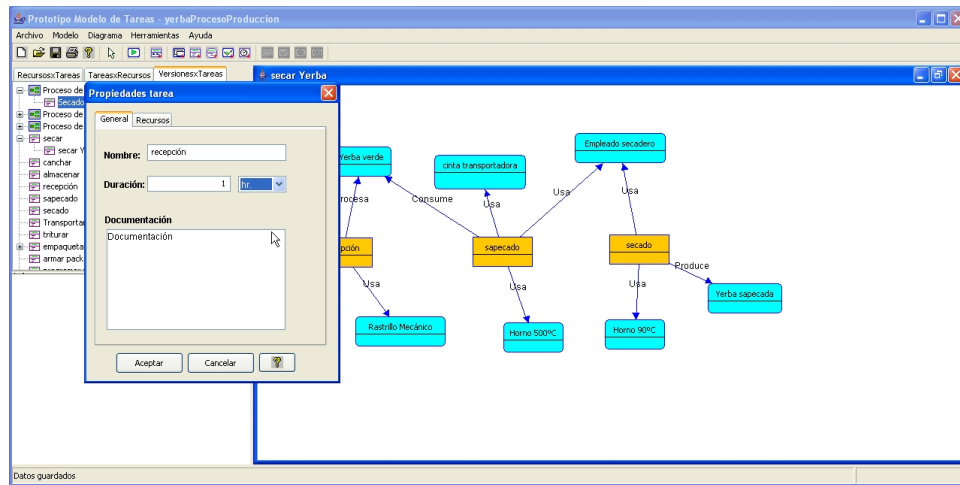 Prototipo Modelo de Tareas - yerbaProcesoProduccion
Archivo Modelo Diagrama Herramientas Ayuda
RecursosxTareas TareasxRecursos VersionesxTareas
Proceso de
Secado
Proceso de
Proceso de
secar
secar Y
canchar
almacenar
recepción
sapecado
secado
Transporta
triturar
empaqueta
armar pack
Propiedades tarea
General Recursos
Nombre: recepción
Duración: 1 hr.
Documentación
Documentación
Aceptar Cancelar
secar Yerba
Yerba verde
cinta transportadora
Empleado secadero
rocesa
Consume
Usa
Usa
Usa
pción
sapecado
secado
Produce
Usa
Usa
Usa
Yerba sapecada
Rastrillo Mecánico
Horno 500ºC
Horno 90ºC
Datos guardados